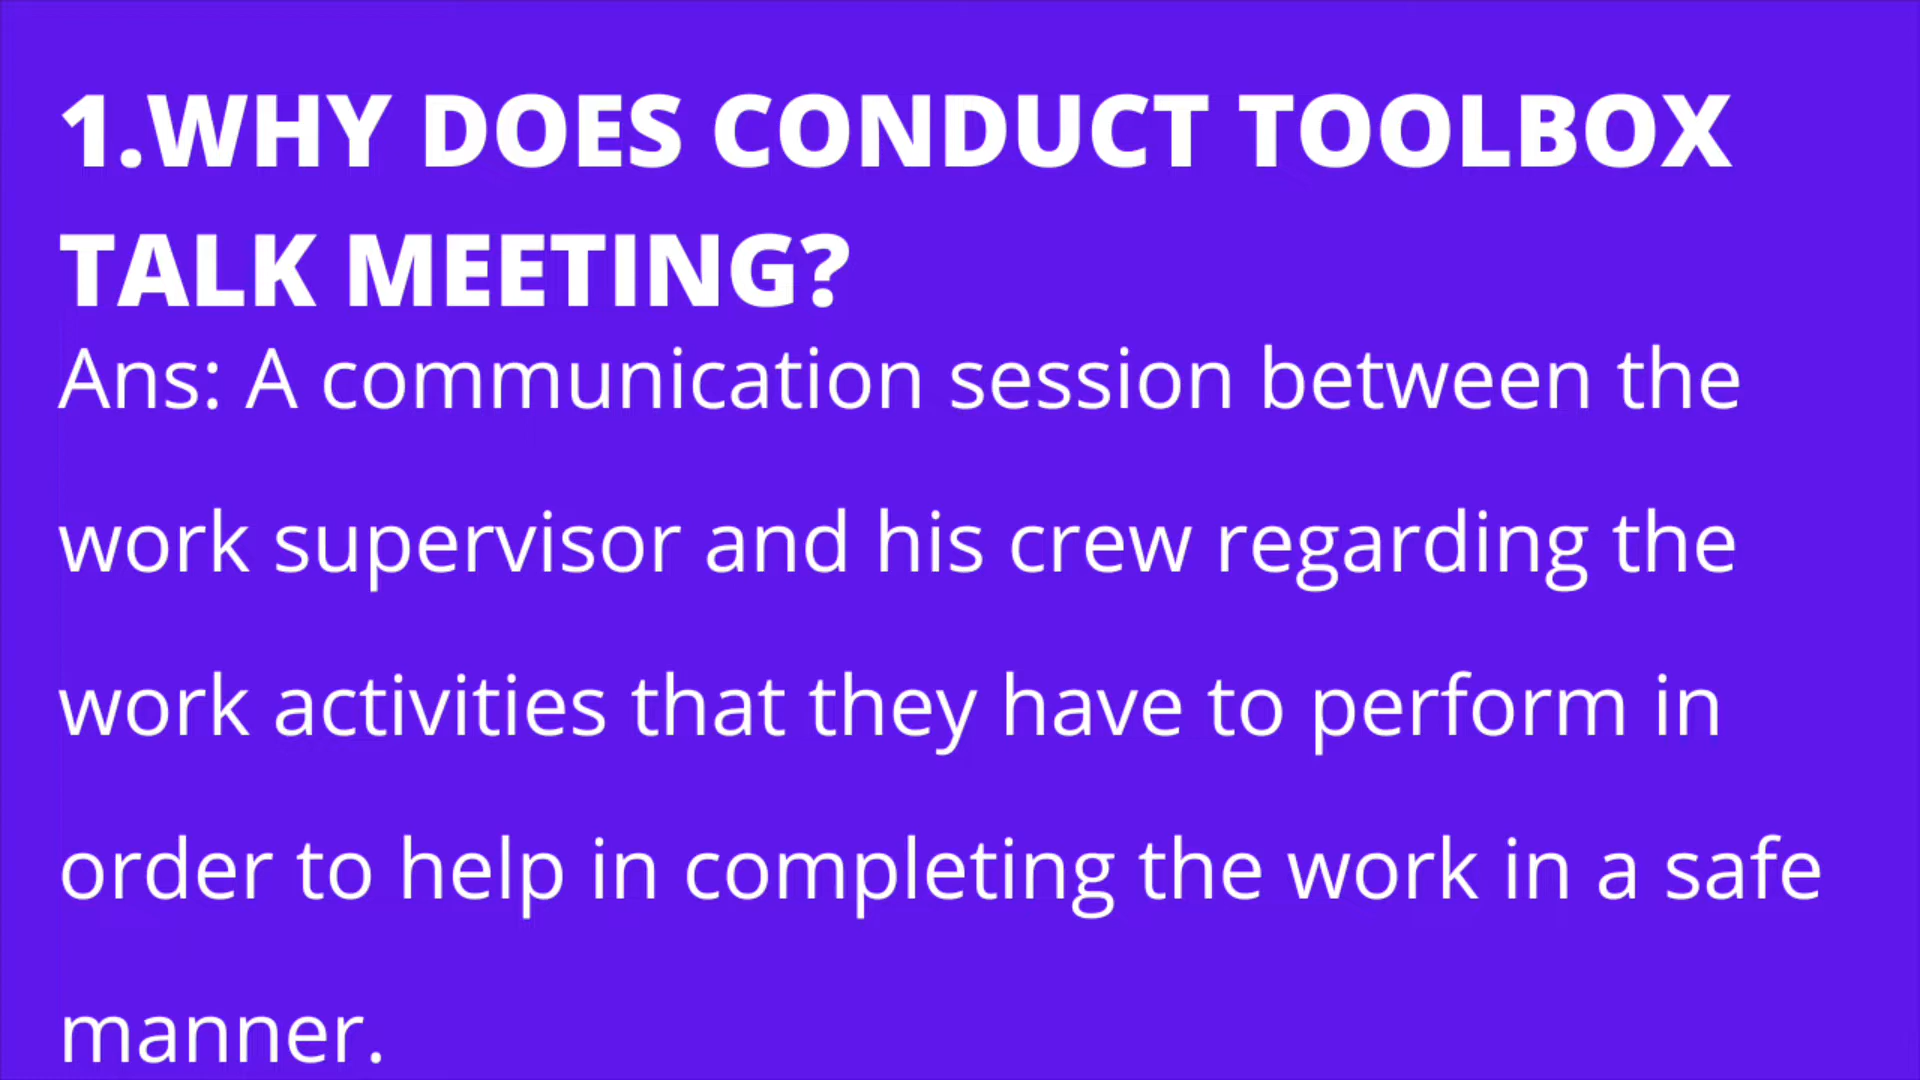 1.WHY DOES CONDUCT TOOLBOX
TALK MEETING?
Ans: A communication session between the
work supervisor and his crew regarding the
work activities that they have to perform in
order to help in completing the work in a safe
manner.